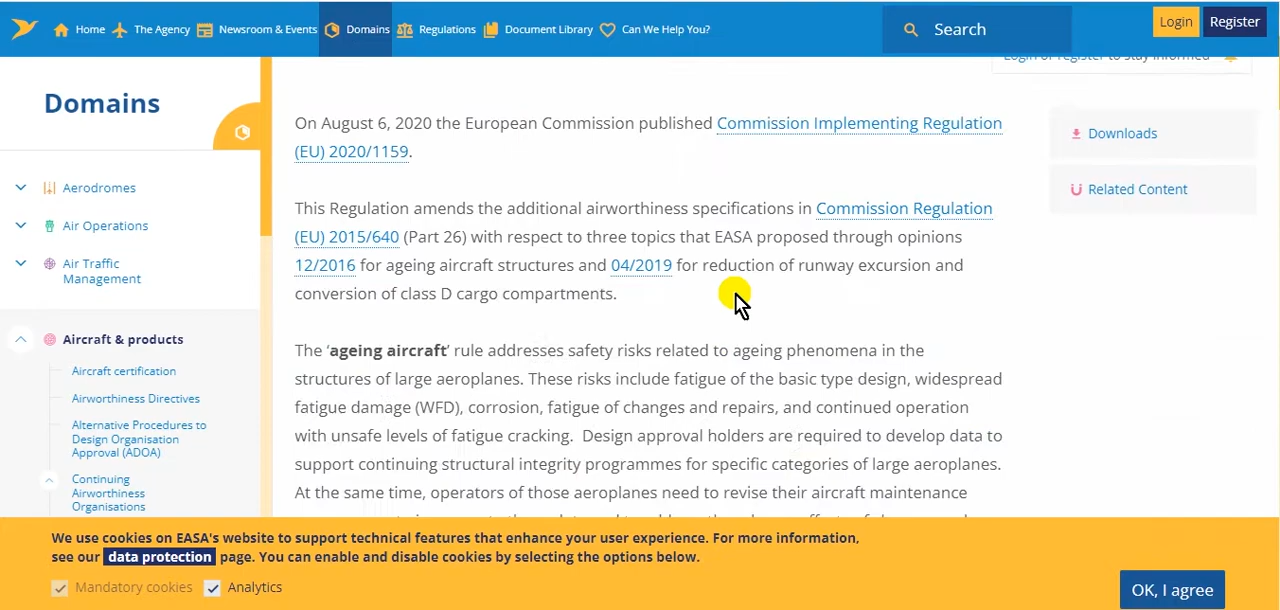 Home The Agency Newsroom & Events Domains Regulations Document Library Can We Help You? Search Login Register
Login or register to stay informed
Domains
Aerodromes
Air Operations
Air Traffic
Management
Aircraft & products
Aircraft certification
Airworthiness Directives
Alternative Procedures to
Design Organisation
Approval (ADOA)
Continuing
Airworthiness
Organisations
On August 6, 2020 the European Commission published Commission Implementing Regulation
(EU) 2020/1159.
This Regulation amends the additional airworthiness specifications in Commission Regulation
(EU) 2015/640 (Part 26) with respect to three topics that EASA proposed through opinions
12/2016 for ageing aircraft structures and 04/2019 for reduction of runway excursion and
conversion of class D cargo compartments.
The ‘ageing aircraft’ rule addresses safety risks related to ageing phenomena in the
structures of large aeroplanes. These risks include fatigue of the basic type design, widespread
fatigue damage (WFD), corrosion, fatigue of changes and repairs, and continued operation
with unsafe levels of fatigue cracking. Design approval holders are required to develop data to
support continuing structural integrity programmes for specific categories of large aeroplanes.
At the same time, operators of those aeroplanes need to revise their aircraft maintenance
Downloads
Related Content
We use cookies on EASA's website to support technical features that enhance your user experience. For more information,
see our data protection page. You can enable and disable cookies by selecting the options below.
Mandatory cookies Analytics
OK, I agree